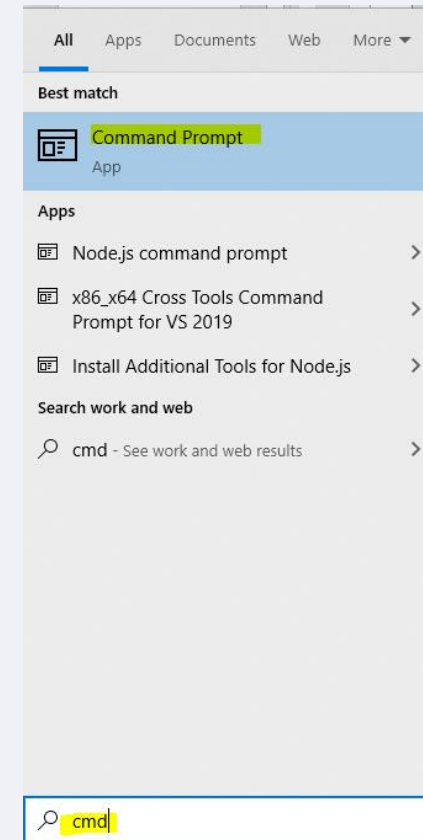 All Apps Documents Web More
Best match
Command Prompt
App
Apps
Node.js command prompt
x86_x64 Cross Tools Command
Prompt for VS 2019
Install Additional Tools for Node.js
Search work and web
cmd - See work and web results
cmd